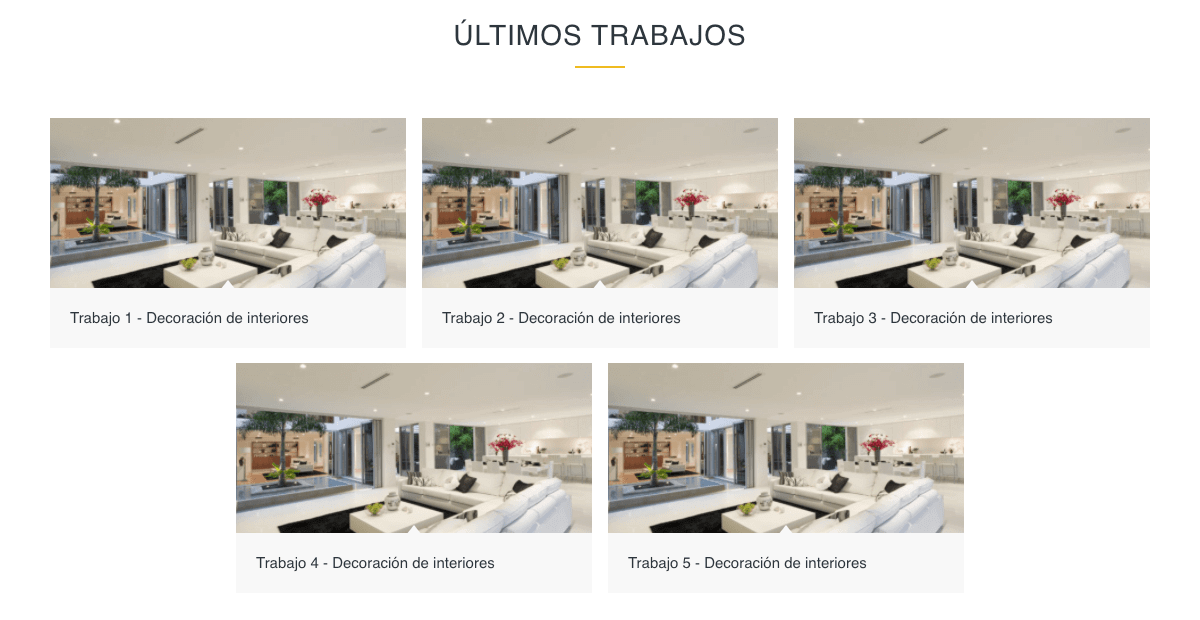 ÚLTIMOS TRABAJOS
Trabajo 1 - Decoración de interiores
Trabajo 2 - Decoración de interiores
Trabajo 3 - Decoración de interiores
Trabajo 4 - Decoración de interiores
Trabajo 5 - Decoración de interiores